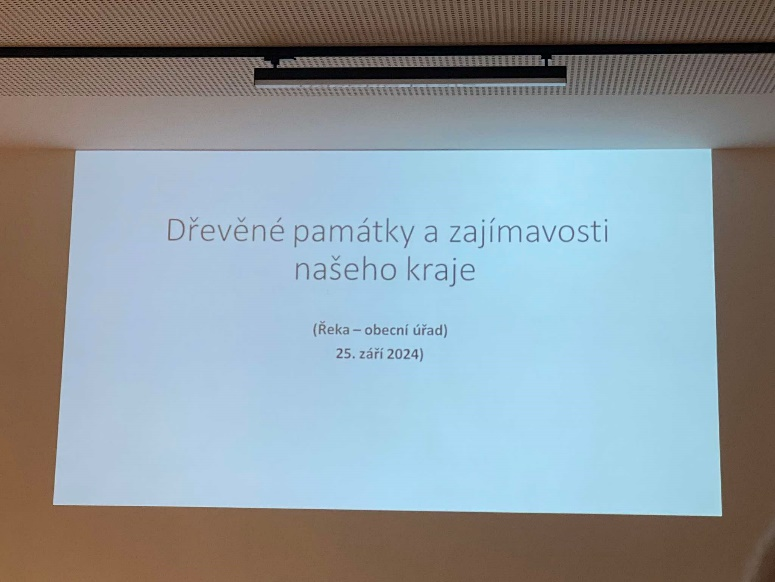 Dřevěné památky a zajímavosti
našeho kraje
(Řeka – obecní úřad)
25. září 2024)